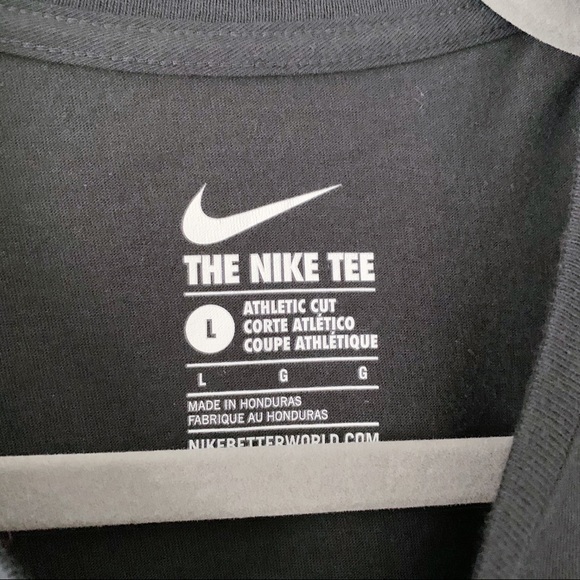 THE NIKE TEE
L
ATHLETIC CUT
CORTE ATLÉTICO
COUPE ATHLÉTIQUE
L G G
MADE IN HONDURAS
FABRIQUE AU HONDURAS
NIKEBETTERWORLD.COM